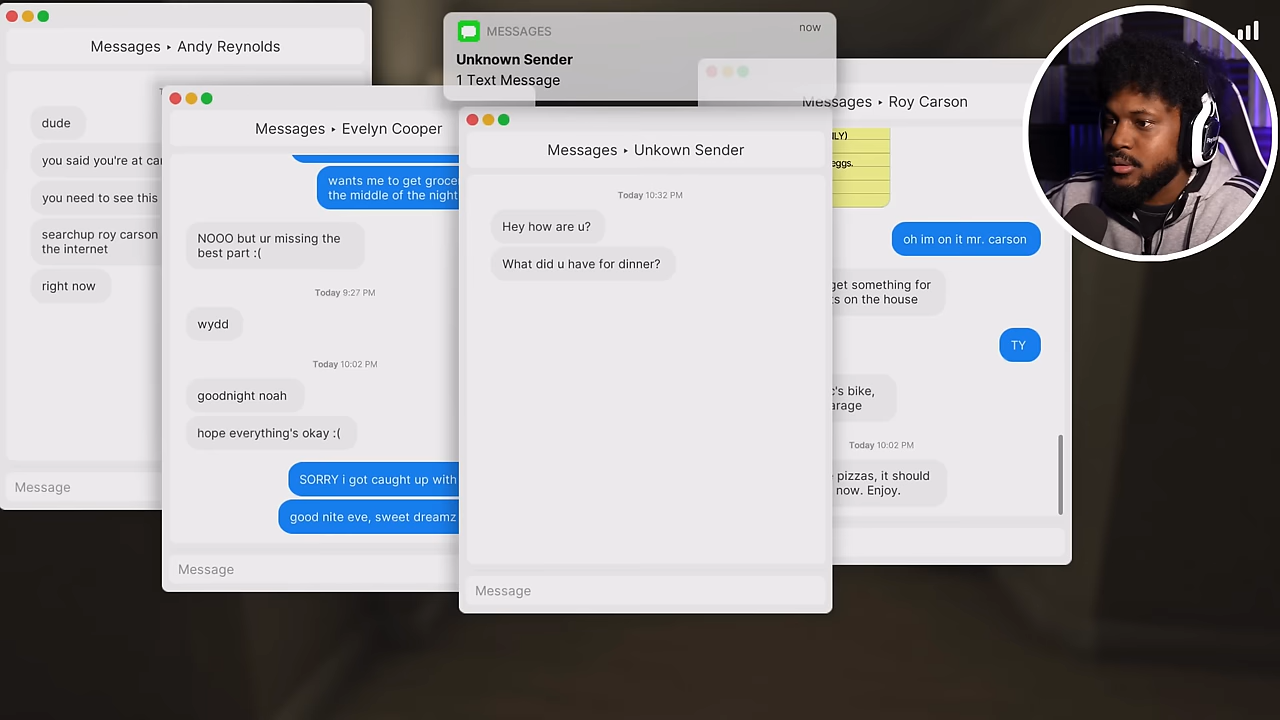 Messages ▸ Andy Reynolds
dude
you said you're at
you need to see this
searchup roy carson
the internet
right now
Message
Messages ▸ Evelyn Cooper
wants me to get
the middle of the night
NOOO but ur missing the
best part :(
Today 9:27 PM
wydd
Today 10:02 PM
goodnight noah
hope everything's okay :(
SORRY i got caught up with
good nite eve, sweet dreamz
Message
MESSAGES
now
Unknown Sender
1 Text Message
Messages ▸ Unkown Sender
Today 10:32 PM
Hey how are u?
What did u have for dinner?
Message
Messages ▸ Roy Carson
eggs.
oh im on it mr. carson
get something for
on the house
TY
bike,
Today 10:02 PM
pizzas, it should
now. Enjoy.